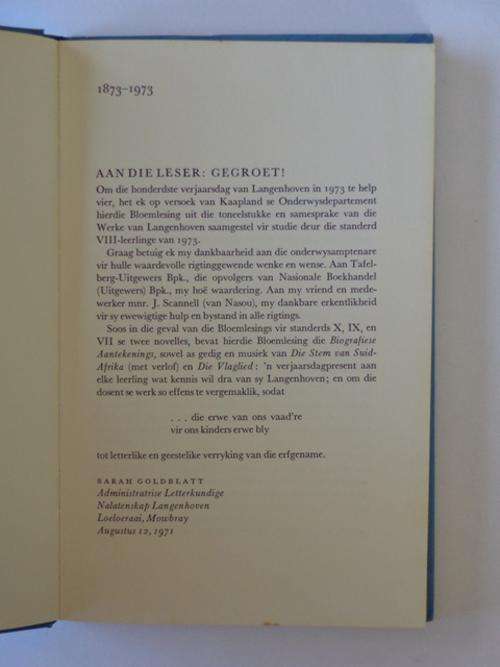 1873–1973
AAN DIE LESER: GEGROET!
Om die honderdste verjaarsdag van Langenhoven in 1973 te help
vier, het ek op versoek van Kaapland se Onderwysdepartement
hierdie Bloemlesing uit die toneelstukke en samesprake van die
Werke van Langenhoven saamgestel vir studie deur die standerd
VIII-leerlinge van 1973.
Graag betuig ek my dankbaarheid aan die onderwysamptenare
vir hulle waardevolle rigtinggewende wenke en wense. Aan Tafel-
berg-Uitgewers Bpk., die opvolgers van Nasionale Boekhandel
(Uitgewers) Bpk., my hoë waardering. Aan my vriend en mede-
werker mnr. J. Scannell (van Nasou), my dankbare erkentlikheid
vir sy ewewigtige hulp en bystand in alle rigtings.
Soos in die geval van die Bloemlesings vir standerds X, IX, en
VII se twee novelles, bevat hierdie Bloemlesing die Biografiese
Aantekenings, sowel as gedig en musiek van Die Stem van Suid-
Afrika (met verlof) en Die Vlaglied: 'n verjaarsdagpresent aan
elke leerling wat kennis wil dra van sy Langenhoven; en om die
dosent se werk so effens te vergemaklik, sodat
. . . die erwe van ons vaad're
vir ons kinders erwe bly
tot letterlike en geestelike verryking van die erfgename.
SARAH GOLDBLATT
Administratrise Letterkundige
Nalatenskap Langenhoven
Loeloeraai, Mowbray
Augustus 12, 1971